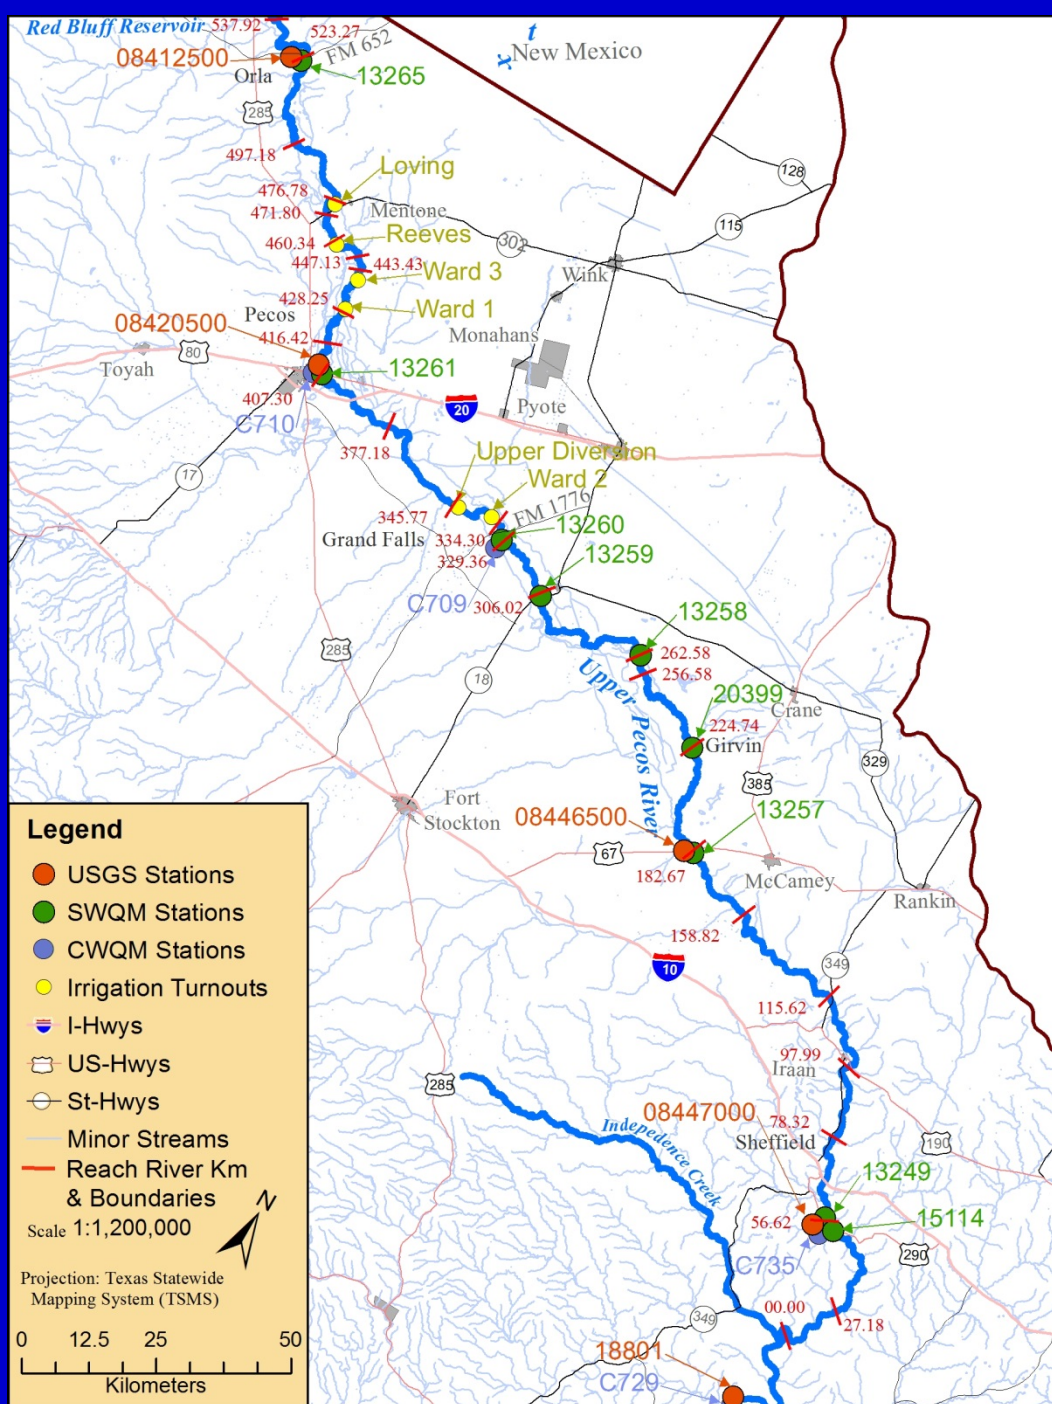 Red Bluff Reservoir
537.92
523.27
t
x
New Mexico
FM 652
08412500
Orla
13265
285
128
497.18
Loving
476.78
Mentone
471.80
115
Reeves
302
460.34
447.13
443.43
Ward 3
Wink
428.25
Ward 1
Pecos
08420500
Monahans
416.42
80
Toyah
13261
407.30
20
Pyote
C710
377.18
Upper Diversion
17
Ward 2
FM 1776
345.77
13260
Grand Falls
334.30
13259
329.36
C709
306.02
13258
285
262.58
256.58
18
20399
Crane
224.74
Girvin
Upper Pecos River
329
385
Fort
Stockton
08446500
13257
67
182.67
McCamey
Rankin
158.82
349
10
115.62
97.99
Iraan
285
08447000
Indepedence Creek
78.32
Sheffield
190
13249
56.62
15114
C735
290
00.00
349
27.18
18801
C729
Legend
USGS Stations
SWQM Stations
CWQM Stations
Irrigation Turnouts
I-Hwys
US-Hwys
St-Hwys
Minor Streams
Reach River Km
& Boundaries
N
Scale 1:1,200,000
Projection: Texas Statewide
Mapping System (TSMS)
0 12.5 25 50
Kilometers